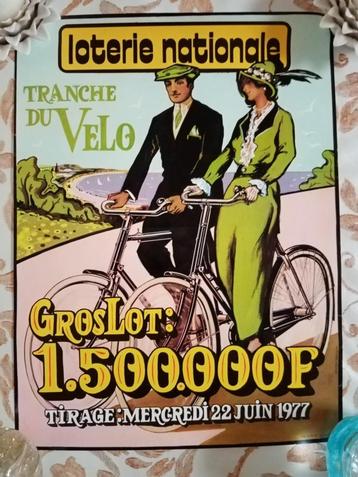 loterie nationale
TRANCHE
DU VELO
GROSLOT:
1.500.000F
TIRAGE:MERCREDI 22 JUIN 1977